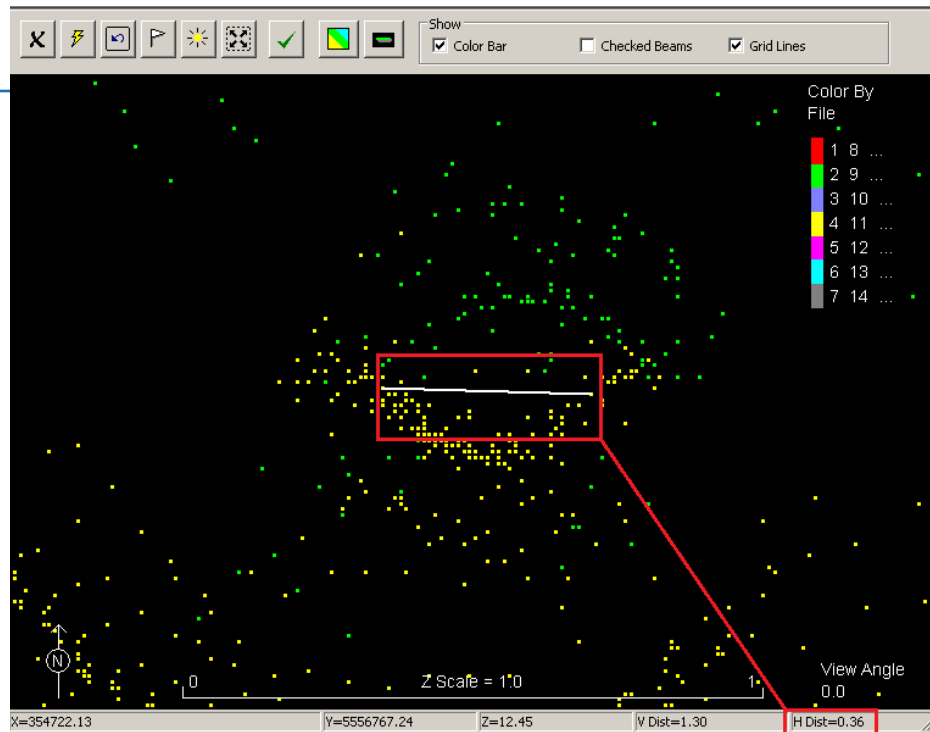 Show
Color Bar Checked Beams Grid Lines
Color By
File
1 8 ...
2 9 ...
3 10 ...
4 11 ...
5 12 ...
6 13 ...
7 14 ...
N
0 Z Scale = 1.0 1
View Angle
0.0
X=354722.13 Y=5556767.24 Z=12.45 V Dist=1.30 H Dist=0.36